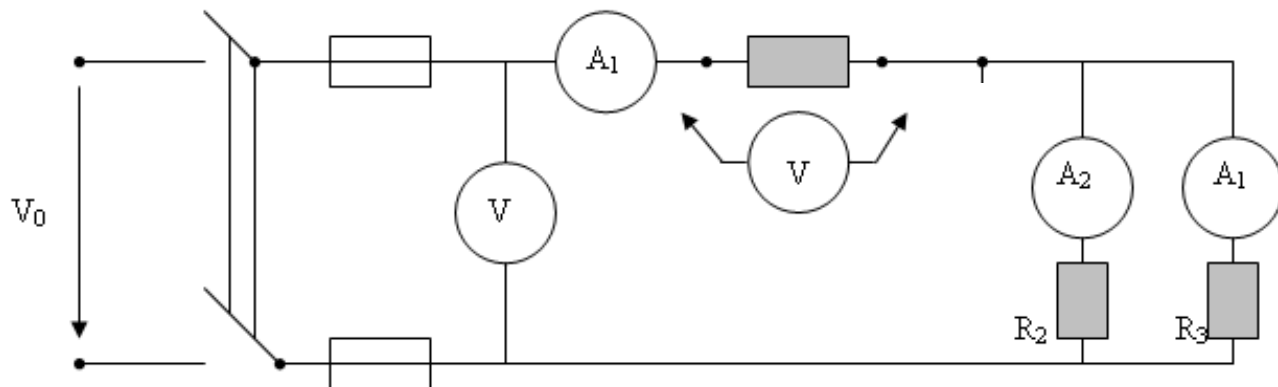 A₁
V
A₂
A₁
V₀
V
R₂
R₃